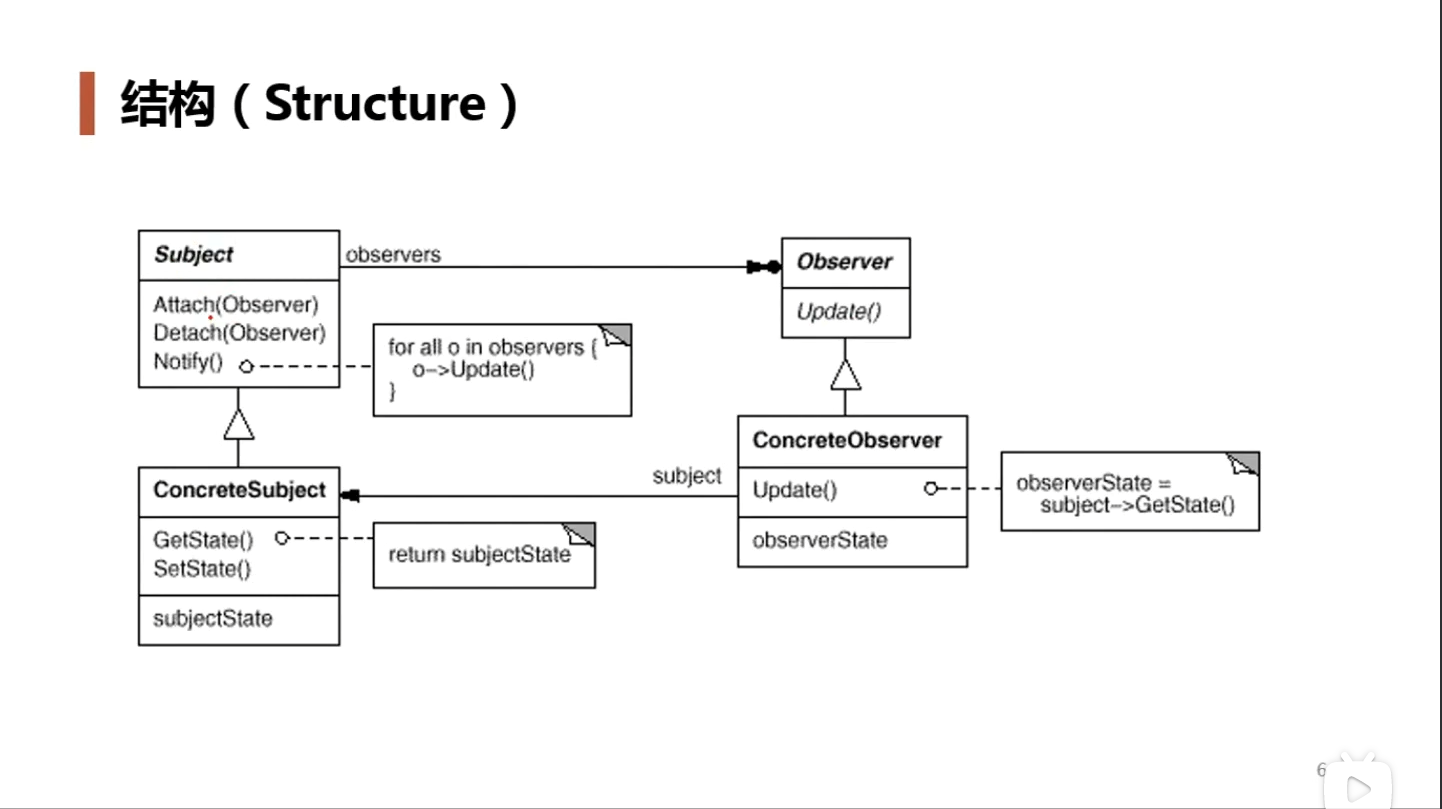 结构（Structure）
Subject
Attach(Observer)
Detach(Observer)
Notify()
observers
for all o in observers {
o->Update()
}
Observer
Update()
ConcreteSubject
GetState()
SetState()
subjectState
return subjectState
subject
ConcreteObserver
Update()
observerState
observerState =
subject->GetState()
6